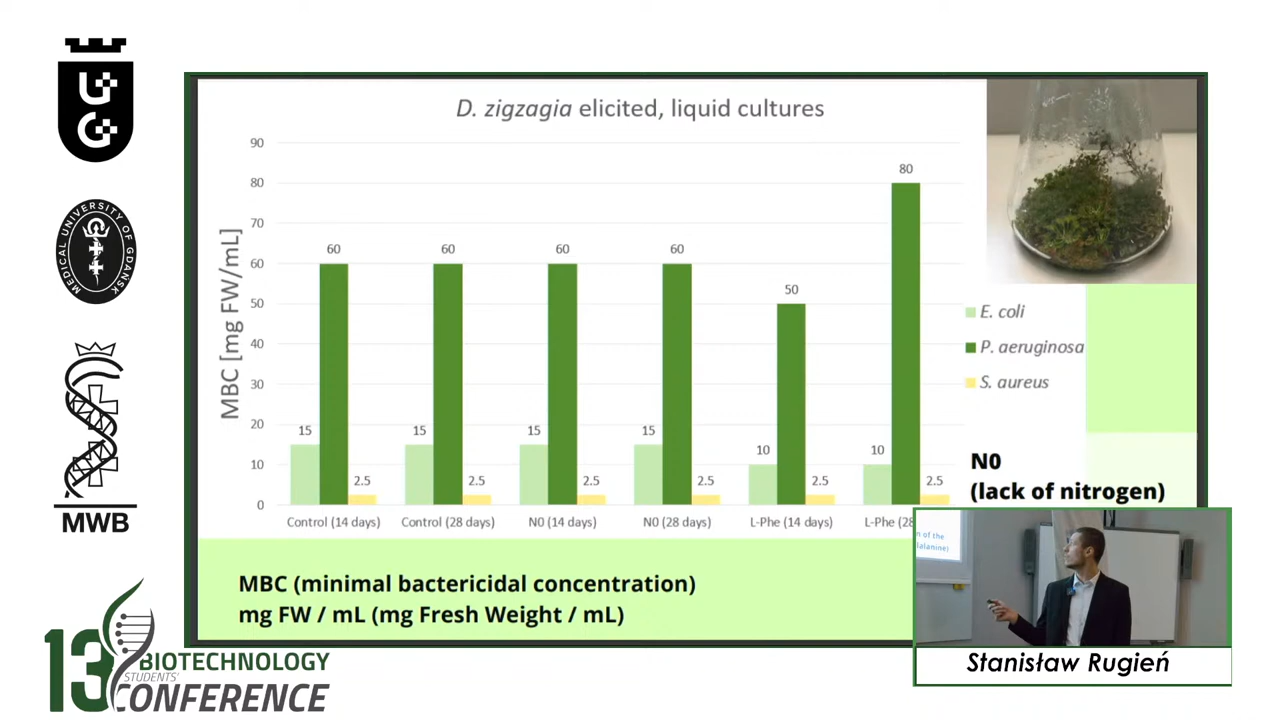 UG
MEDICAL UNIVERSITY OF GDAŃSK
MWB
13 BIOTECHNOLOGY
STUDENTS'
CONFERENCE
D. zigzagia elicited, liquid cultures
MBC [mg FW/mL]
90
80
70
60
50
40
30
20
10
0
15 60 2.5
15 60 2.5
15 60 2.5
15 60 2.5
10 50 2.5
10 80 2.5
Control (14 days)
Control (28 days)
N0 (14 days)
N0 (28 days)
L-Phe (14 days)
L-Phe (28
E. coli
P. aeruginosa
S. aureus
N0
(lack of nitrogen)
MBC (minimal bactericidal concentration)
mg FW / mL (mg Fresh Weight / mL)
n of the
lalanine)
Stanisław Rugień